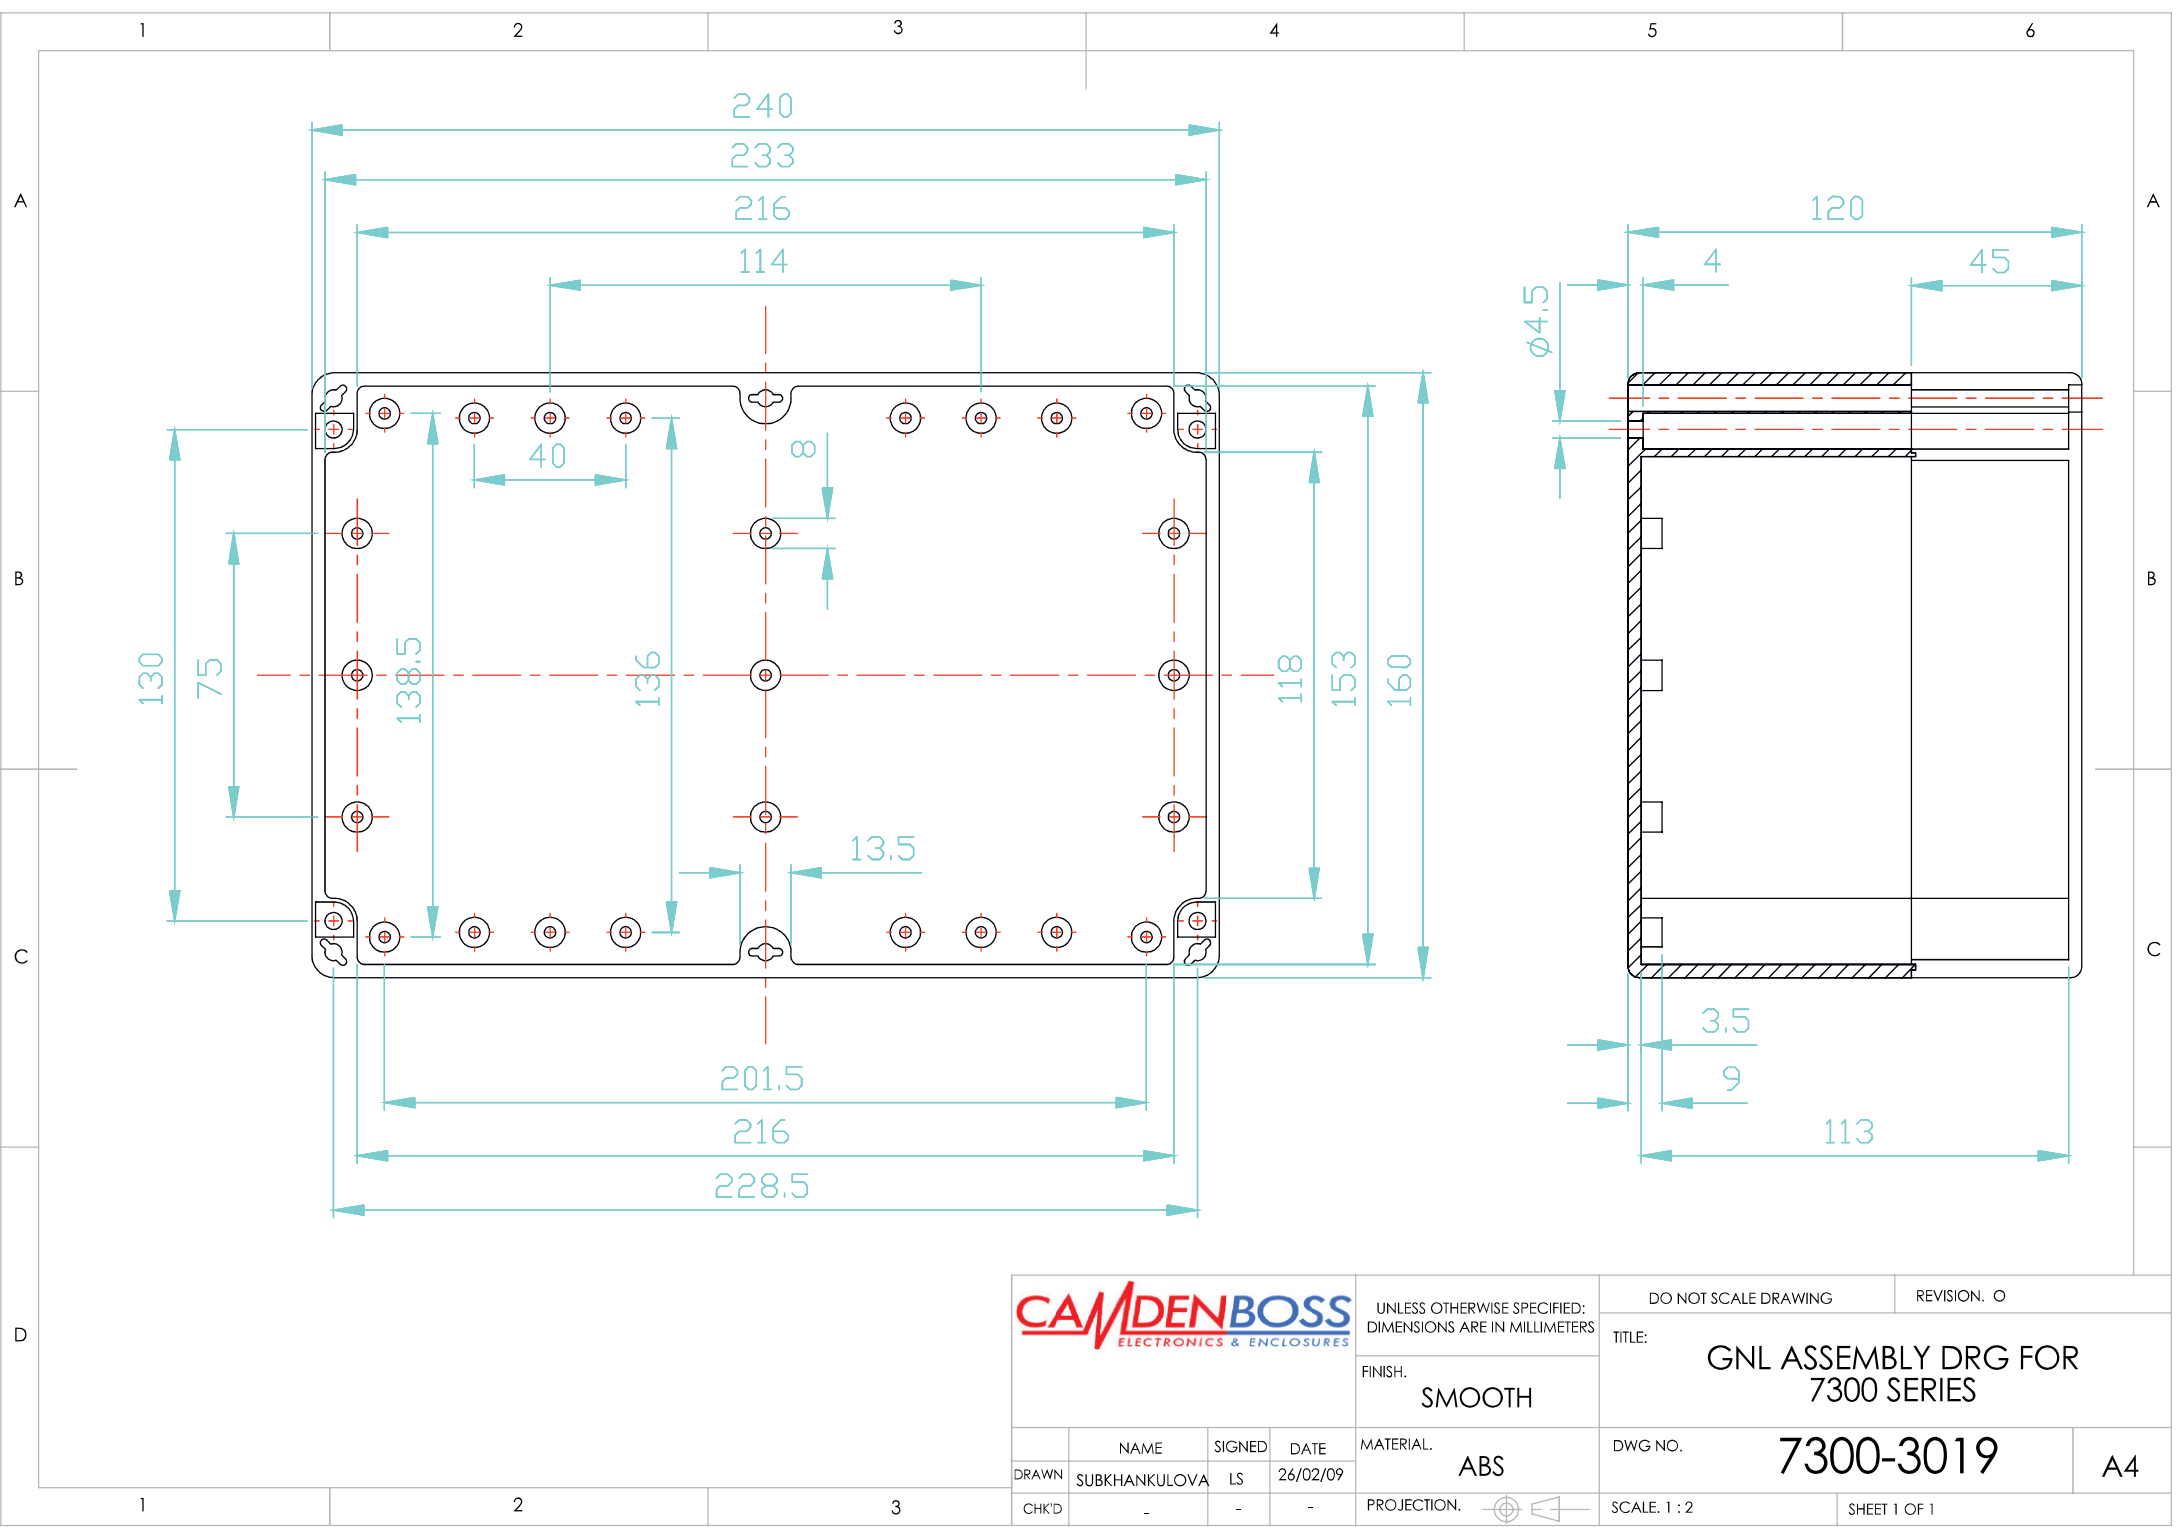 1 2 3 4 5 6
240
233
216
114
120
4 45
Ø4.5
A A
40
8
B B
130
75
138.5
136
118
153
160
13.5
C C
3.5
9
201.5
216
228.5
113
D
1 2 3
CAMDENBOSS
ELECTRONICS & ENCLOSURES
UNLESS OTHERWISE SPECIFIED:
DIMENSIONS ARE IN MILLIMETERS
DO NOT SCALE DRAWING
REVISION. O
TITLE:
GNL ASSEMBLY DRG FOR
7300 SERIES
FINISH.
SMOOTH
MATERIAL.
ABS
DWG NO.
7300-3019
A4
NAME SIGNED DATE
DRAWN SUBKHANKULOVA LS 26/02/09
CHK'D - - -
PROJECTION.
SCALE. 1 : 2
SHEET 1 OF 1